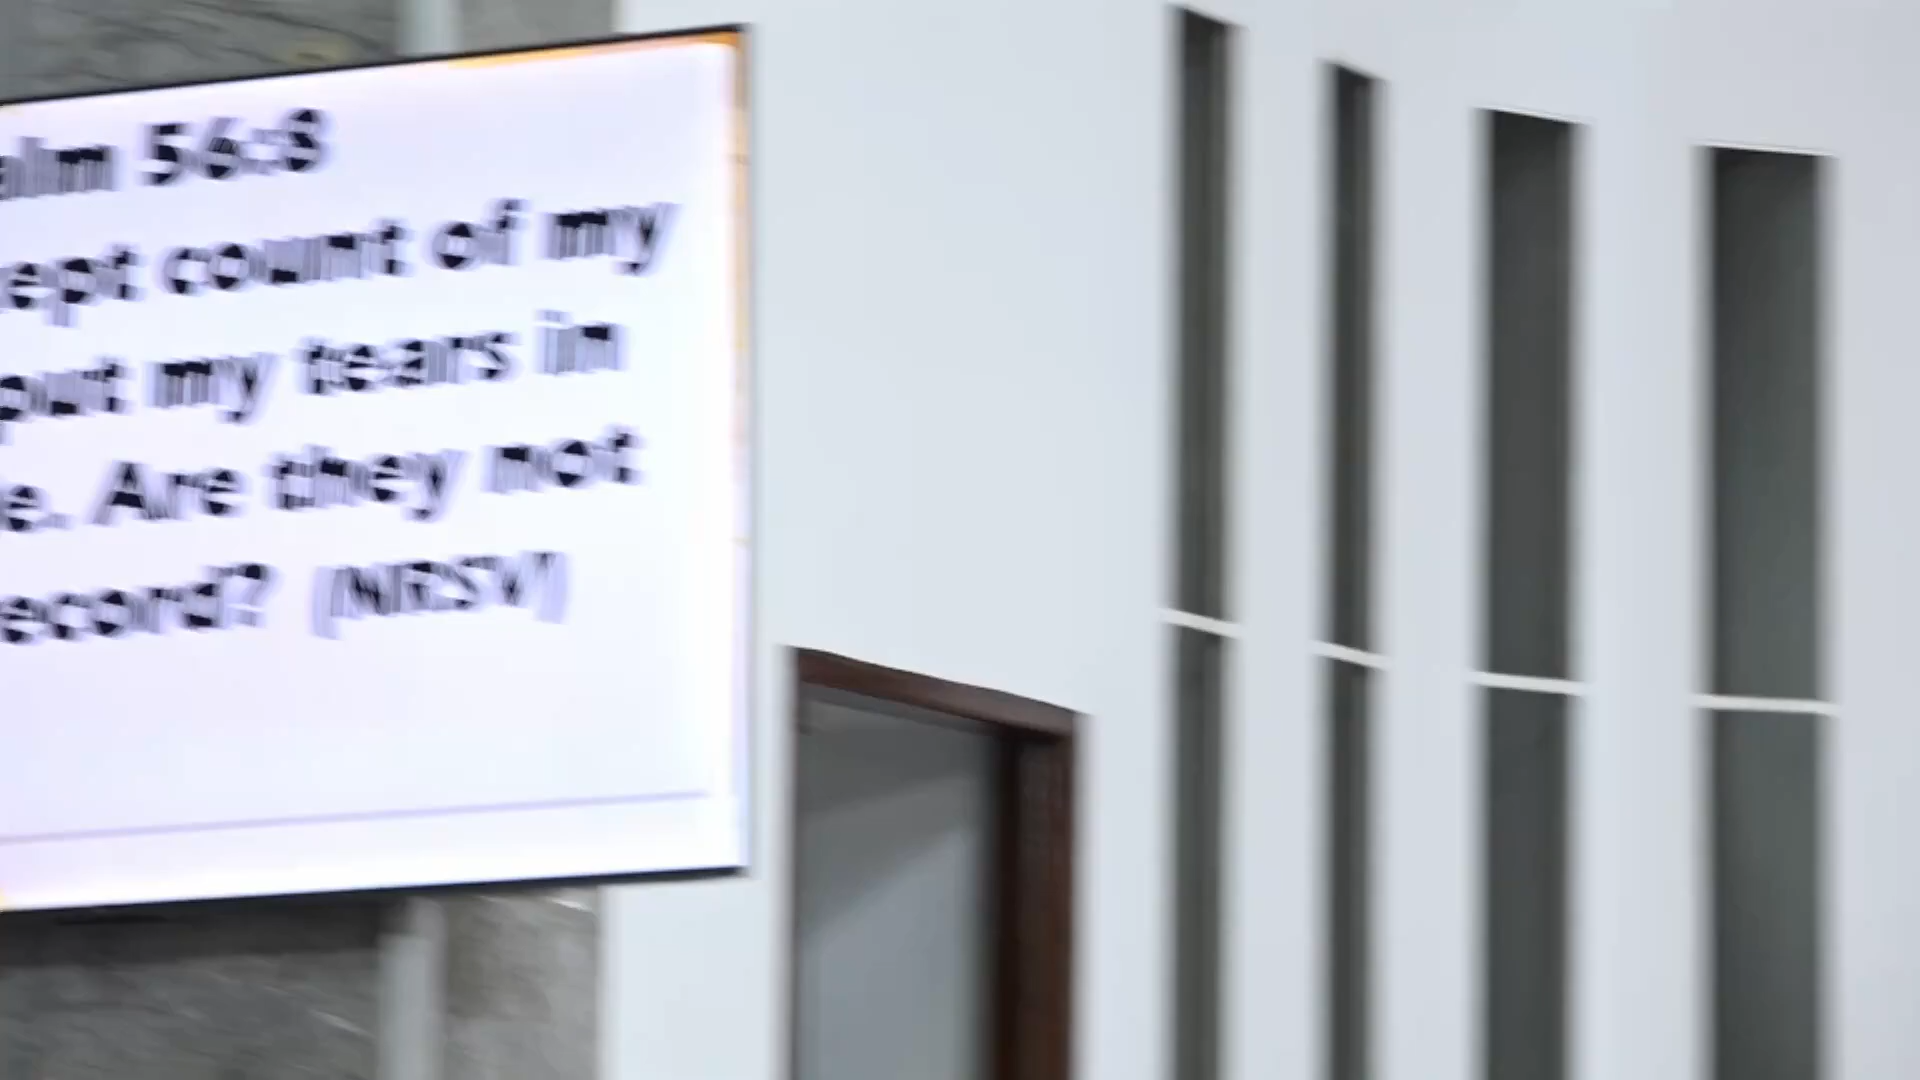 alm 56:8
ept count of my
put my tears in
e. Are they not
ecord? (NRSV)